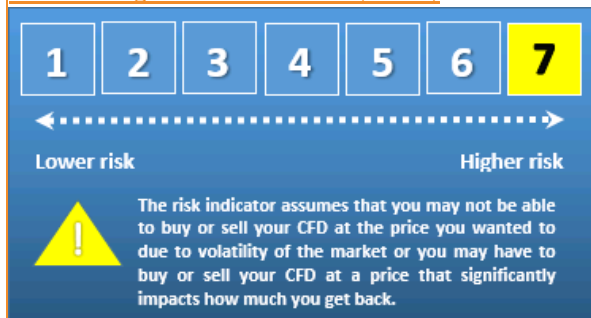 1 2 3 4 5 6 7
Lower risk Higher risk
!
The risk indicator assumes that you may not be able
to buy or sell your CFD at the price you wanted to
due to volatility of the market or you may have to
buy or sell your CFD at a price that significantly
impacts how much you get back.